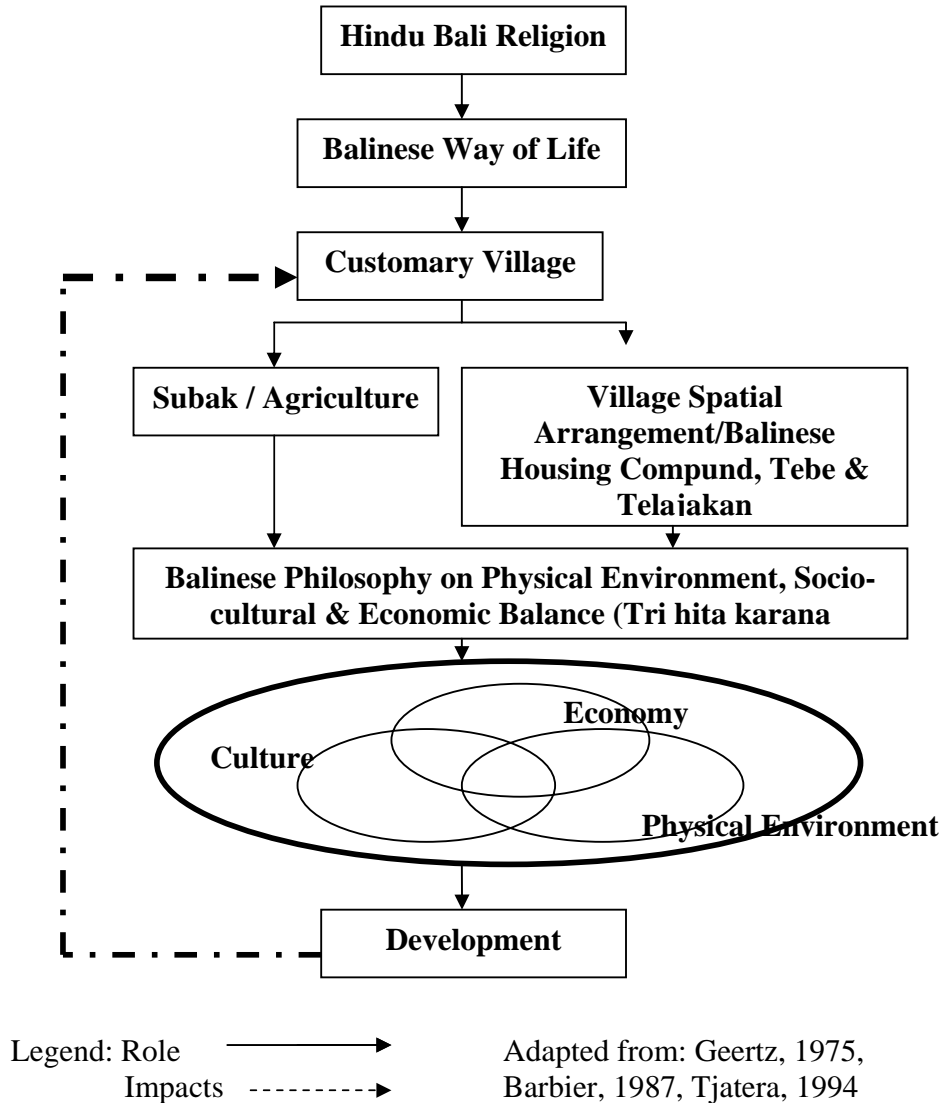 Hindu Bali Religion
Balinese Way of Life
Customary Village
Subak / Agriculture
Village Spatial
Arrangement/Balinese
Housing Compund, Tebe &
Telajakan
Balinese Philosophy on Physical Environment, Socio-
cultural & Economic Balance (Tri hita karana
Economy
Culture
Physical Environment
Development
Legend: Role
Impacts
Adapted from: Geertz, 1975,
Barbier, 1987, Tjatera, 1994